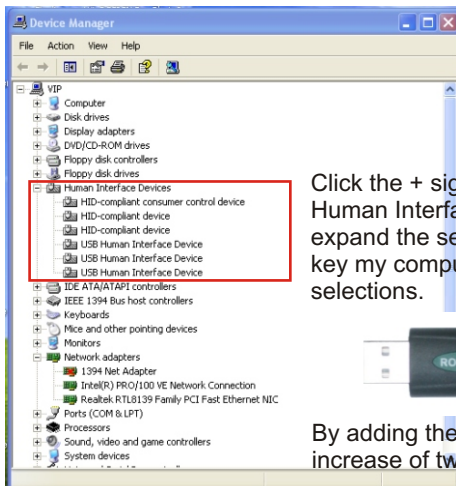 Device Manager
File Action View Help
VIP
Computer
Disk drives
Display adapters
DVD/CD-ROM drives
Floppy disk controllers
Floppy disk drives
Human Interface Devices
HID-compliant consumer control device
HID-compliant device
HID-compliant device
USB Human Interface Device
USB Human Interface Device
USB Human Interface Device
IDE ATA/ATAPI controllers
IEEE 1394 Bus host controllers
Keyboards
Mice and other pointing devices
Monitors
Network adapters
1394 Net Adapter
Intel(R) PRO/100 VE Network Connection
Realtek RTL8139 Family PCI Fast Ethernet NIC
Ports (COM & LPT)
Processors
Sound, video and game controllers
System devices
Click the + sig
Human Interfa
expand the se
key my compu
selections.
RO
By adding the
increase of tw